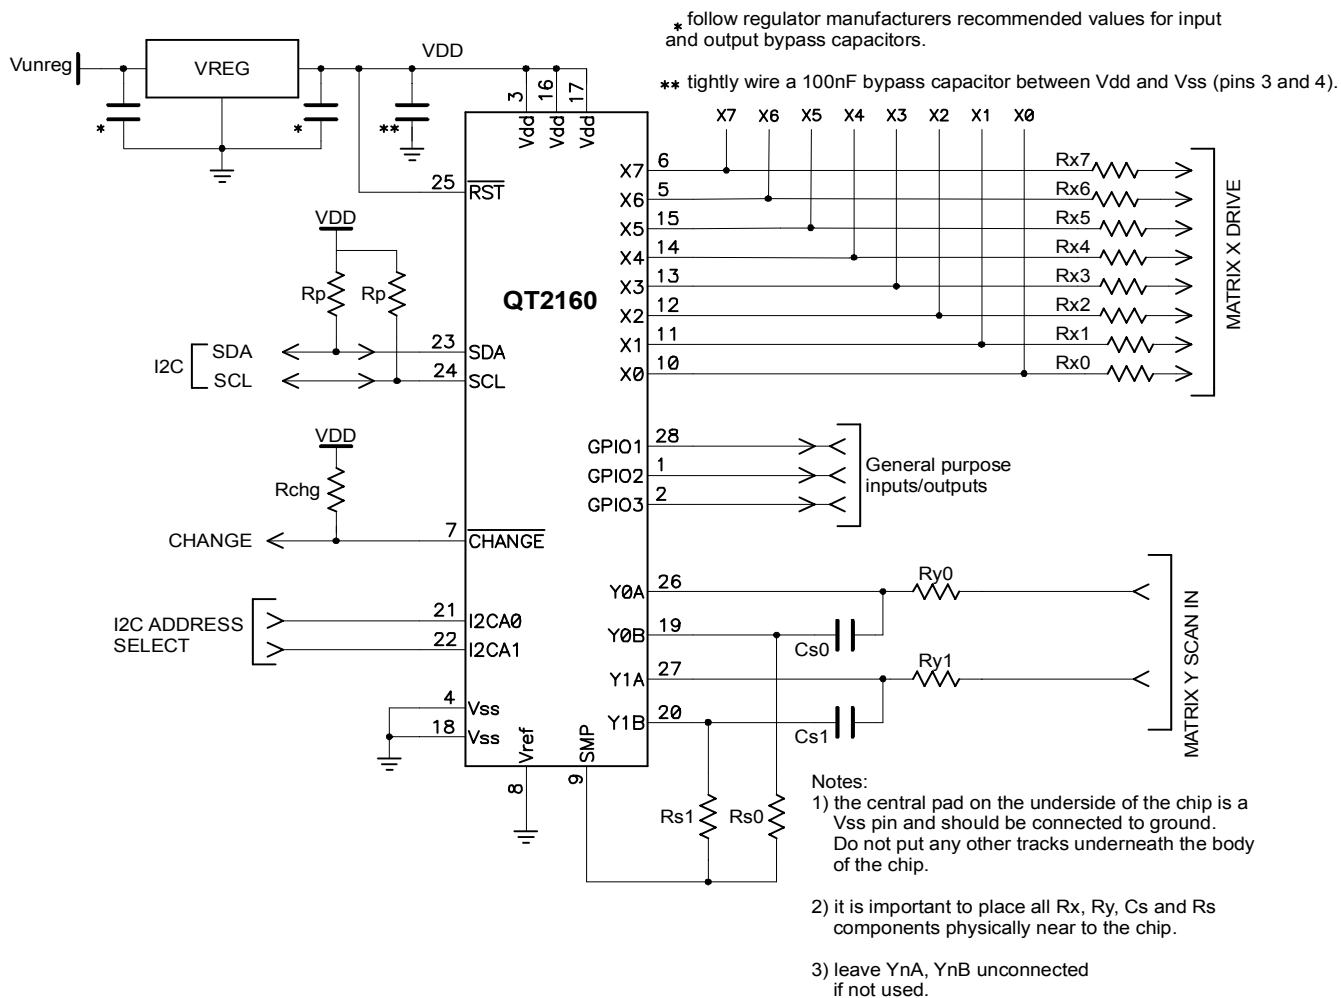 * follow regulator manufacturers recommended values for input
and output bypass capacitors.
** tightly wire a 100nF bypass capacitor between Vdd and Vss (pins 3 and 4).
Vunreg
VREG
VDD
*
*
**
3
16
17
Vdd
Vdd
Vdd
X7
X6
X5
X4
X3
X2
X1
X0
25
RST
X7
6
Rx7
X6
5
Rx6
X5
15
Rx5
X4
14
Rx4
X3
13
Rx3
X2
12
Rx2
X1
11
Rx1
X0
10
Rx0
MATRIX X DRIVE
VDD
Rp
Rp
QT2160
I2C
SDA
23
SDA
SCL
24
SCL
GPIO1
28
GPIO2
1
GPIO3
2
General purpose
inputs/outputs
VDD
Rchg
CHANGE
7
CHANGE
I2C ADDRESS
SELECT
21
I2CA0
22
I2CA1
Y0A
26
Ry0
Y0B
19
Cs0
Y1A
27
Ry1
Y1B
20
Cs1
MATRIX Y SCAN IN
4
Vss
18
Vss
Vref
8
SMP
9
Rs1
Rs0
Notes:
1) the central pad on the underside of the chip is a
Vss pin and should be connected to ground.
Do not put any other tracks underneath the body
of the chip.
2) it is important to place all Rx, Ry, Cs and Rs
components physically near to the chip.
3) leave YnA, YnB unconnected
if not used.